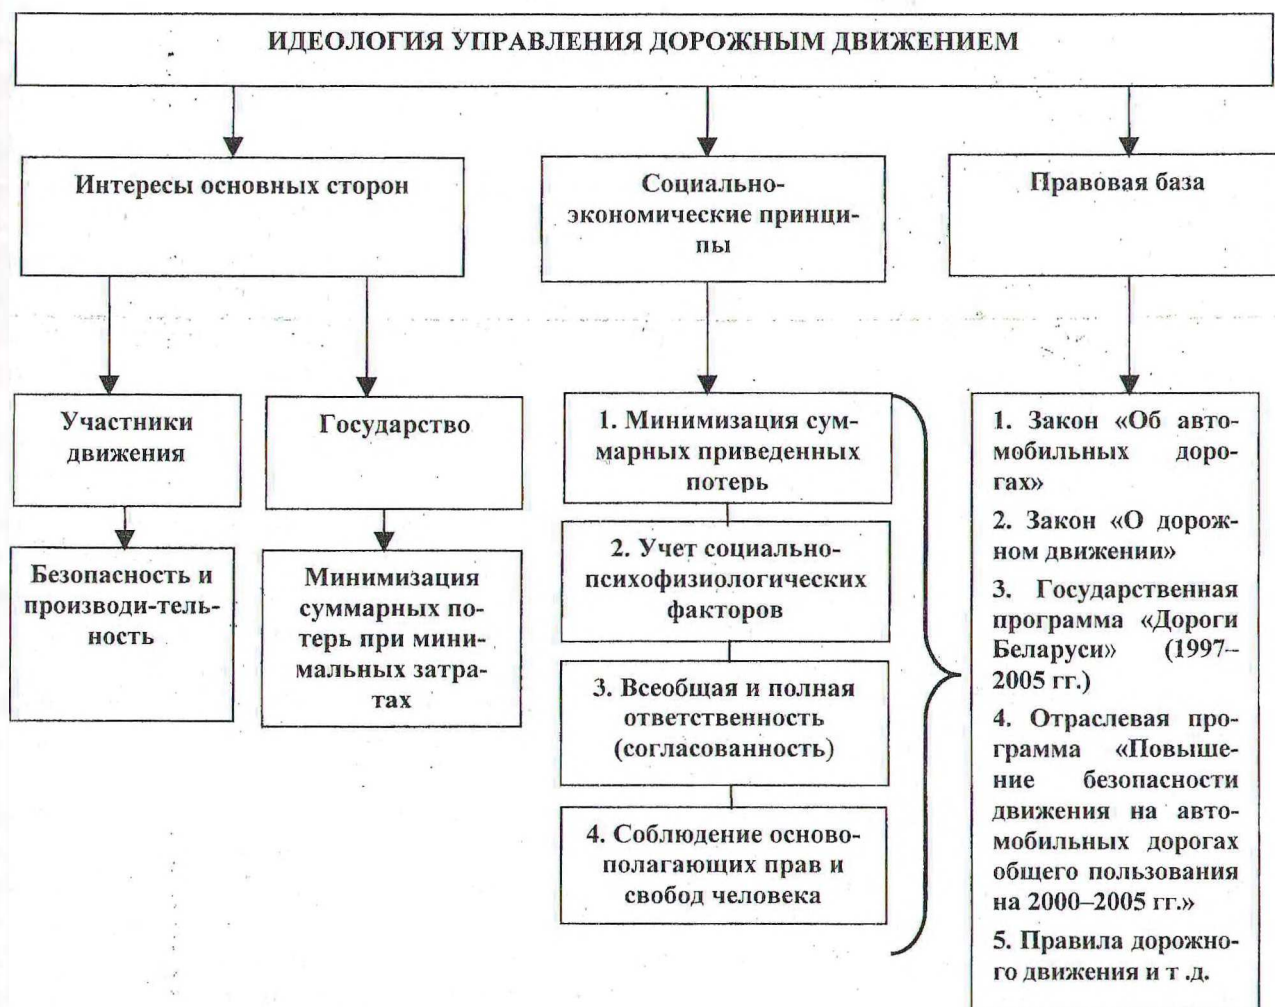 ИДЕОЛОГИЯ УПРАВЛЕНИЯ ДОРОЖНЫМ ДВИЖЕНИЕМ
Интересы основных сторон
Социально-
экономические принци-
пы
Правовая база
Участники
движения
Государство
Безопасность и
производи-тель-
ность
Минимизация
суммарных по-
терь при мини-
мальных затра-
тах
1. Минимизация сум-
марных приведенных
потерь
2. Учет социально-
психофизиологических
факторов
3. Всеобщая и полная
ответственность
(согласованность)
4. Соблюдение осново-
полагающих прав и
свобод человека
1. Закон «Об авто-
мобильных доро-
гах»
2. Закон «О дорож-
ном движении»
3. Государственная
программа «Дороги
Беларуси» (1997–
2005 гг.)
4. Отраслевая про-
грамма «Повыше-
ние безопасности
движения на авто-
мобильных дорогах
общего пользования
на 2000–2005 гг.»
5. Правила дорожно-
го движения и т .д.